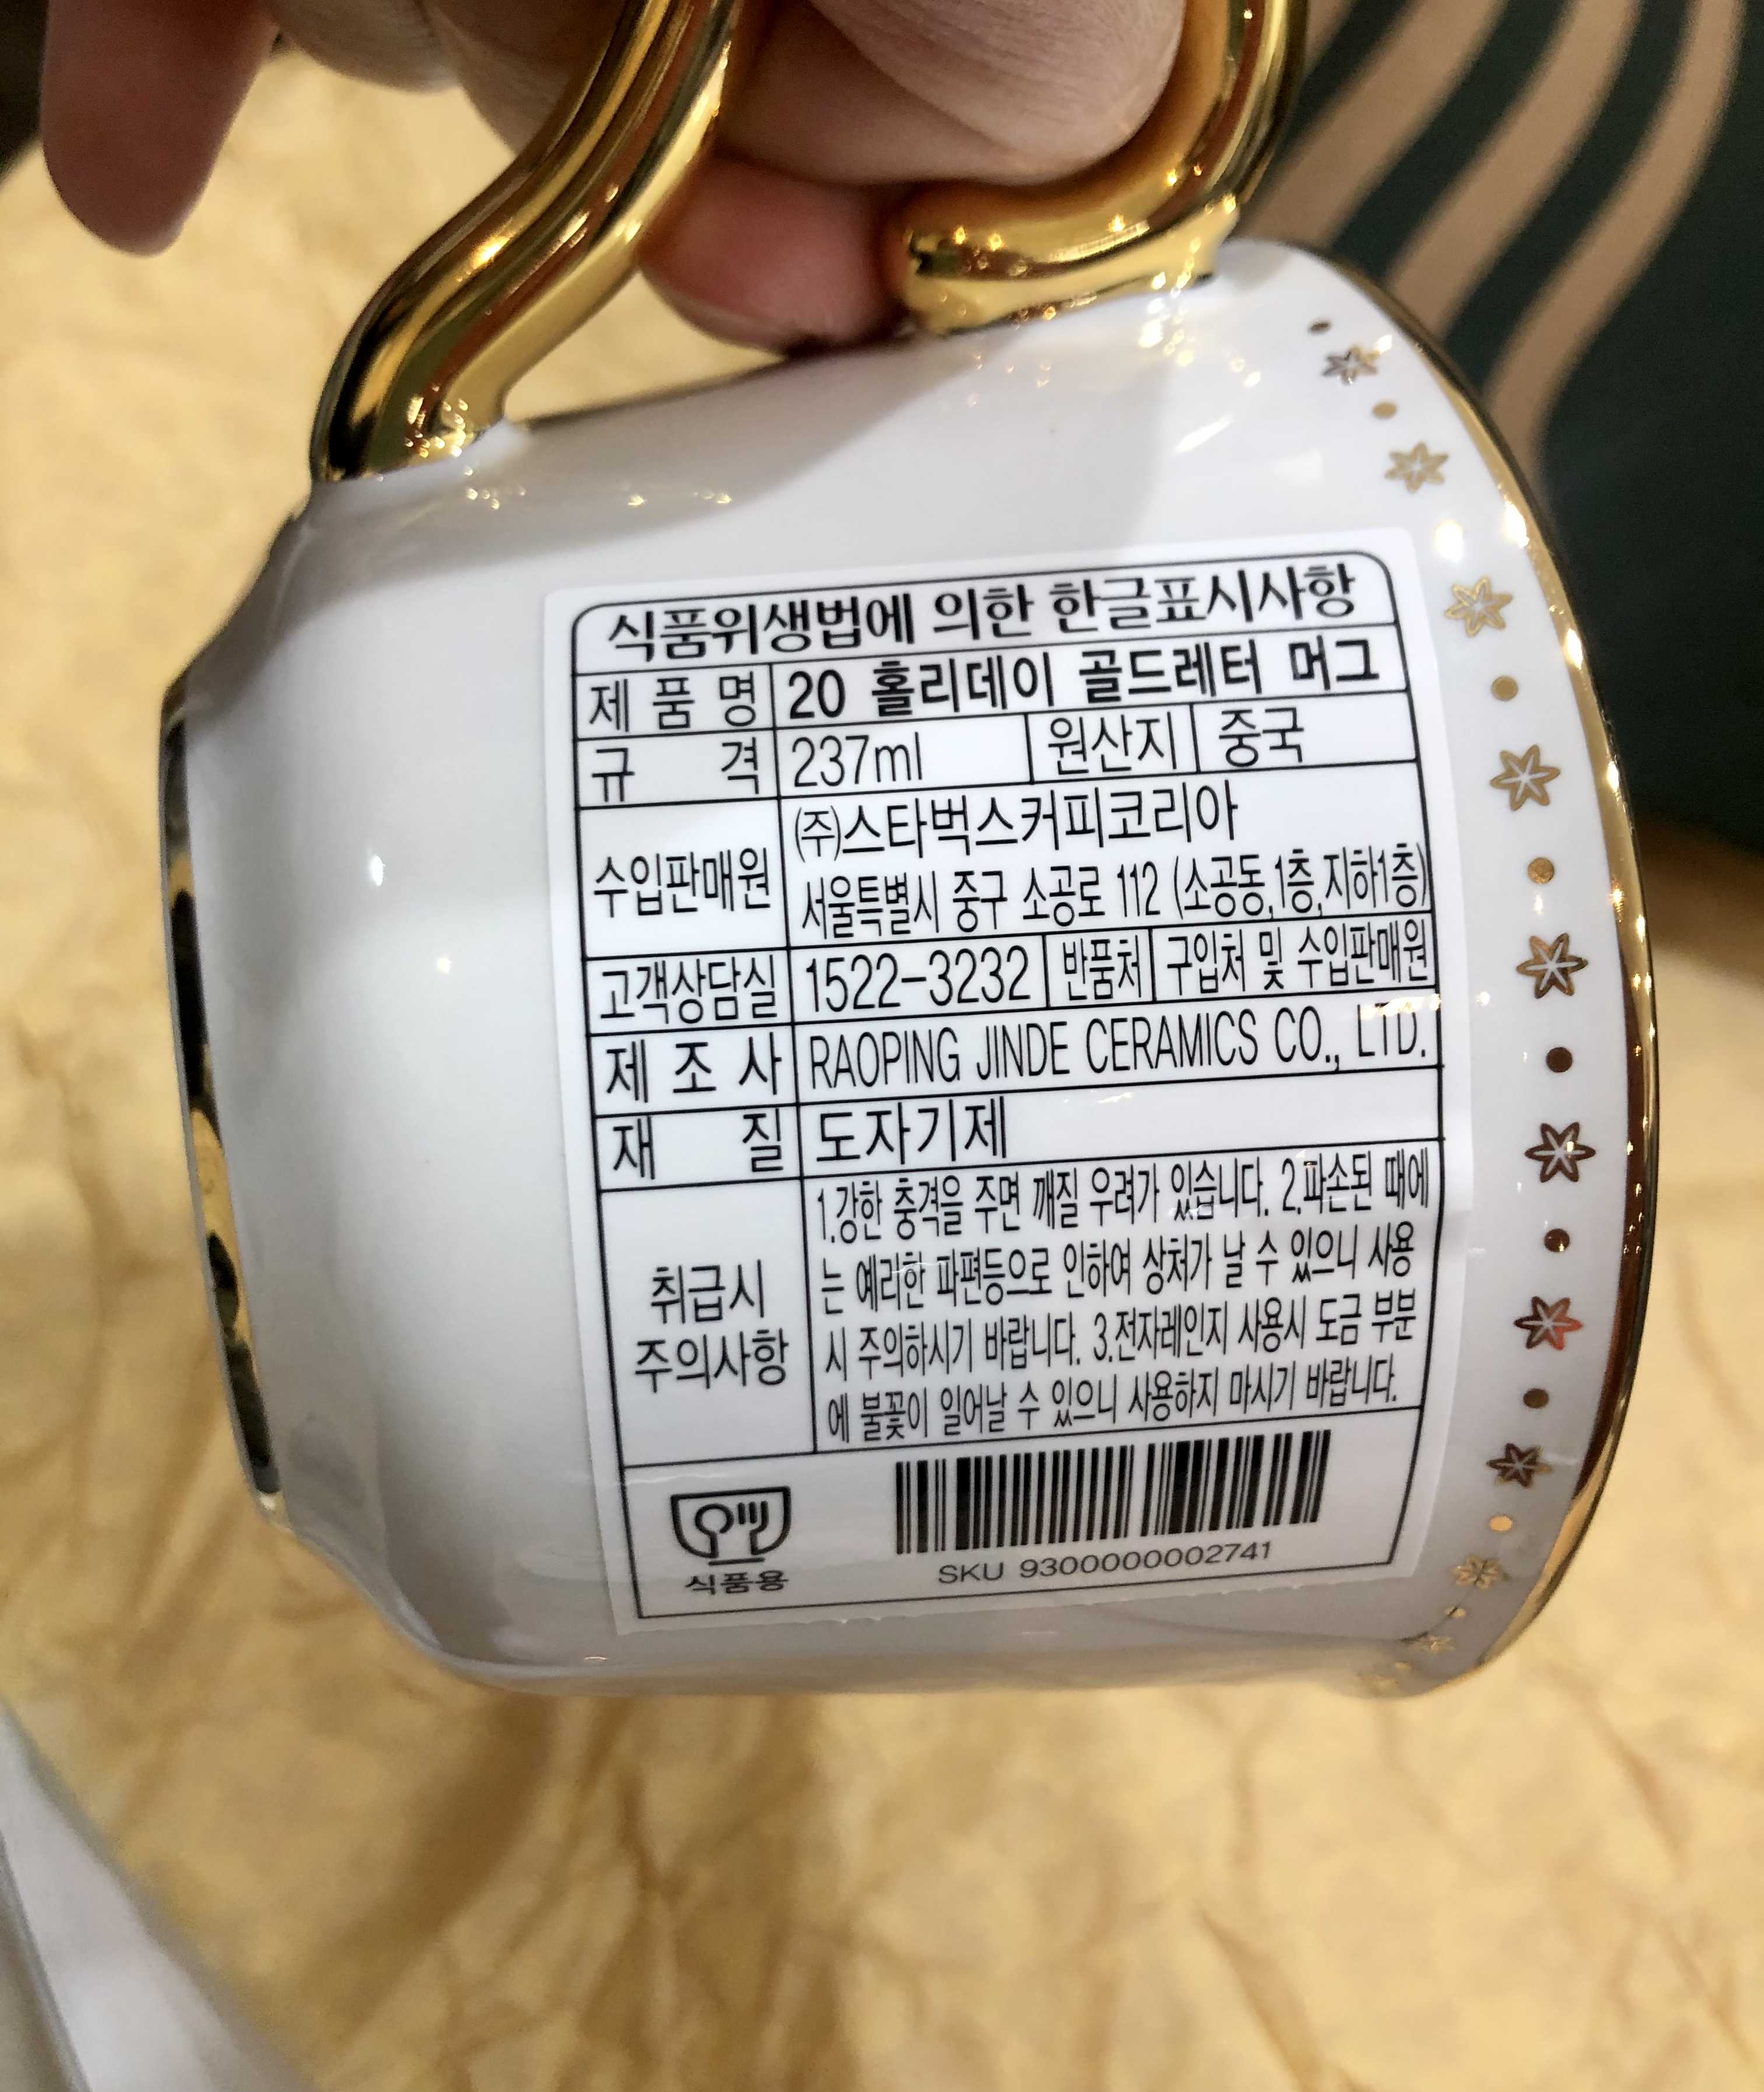 식품위생법에 의한 한글표시사항
제 품 명 20 홀리데이 골드레터 머그
규 격 237ml 원산지 중국
수입판매원 (주)스타벅스커피코리아
서울특별시 중구 소공로 112 (소공동,1층,지하1층)
고객상담실 1522-3232 반품처 구입처 및 수입판매원
제 조 사 RAOPING JINDE CERAMICS CO., LTD.
재 질 도자기제
취급시
주의사항
1.강한 충격을 주면 깨질 우려가 있습니다. 2.파손된 때에
는 예리한 파편등으로 인하여 상처가 날 수 있으니 사용
시 주의하시기 바랍니다. 3.전자레인지 사용시 도금 부분
에 불꽃이 일어날 수 있으니 사용하지 마시기 바랍니다.
식품용
SKU 9300000002741